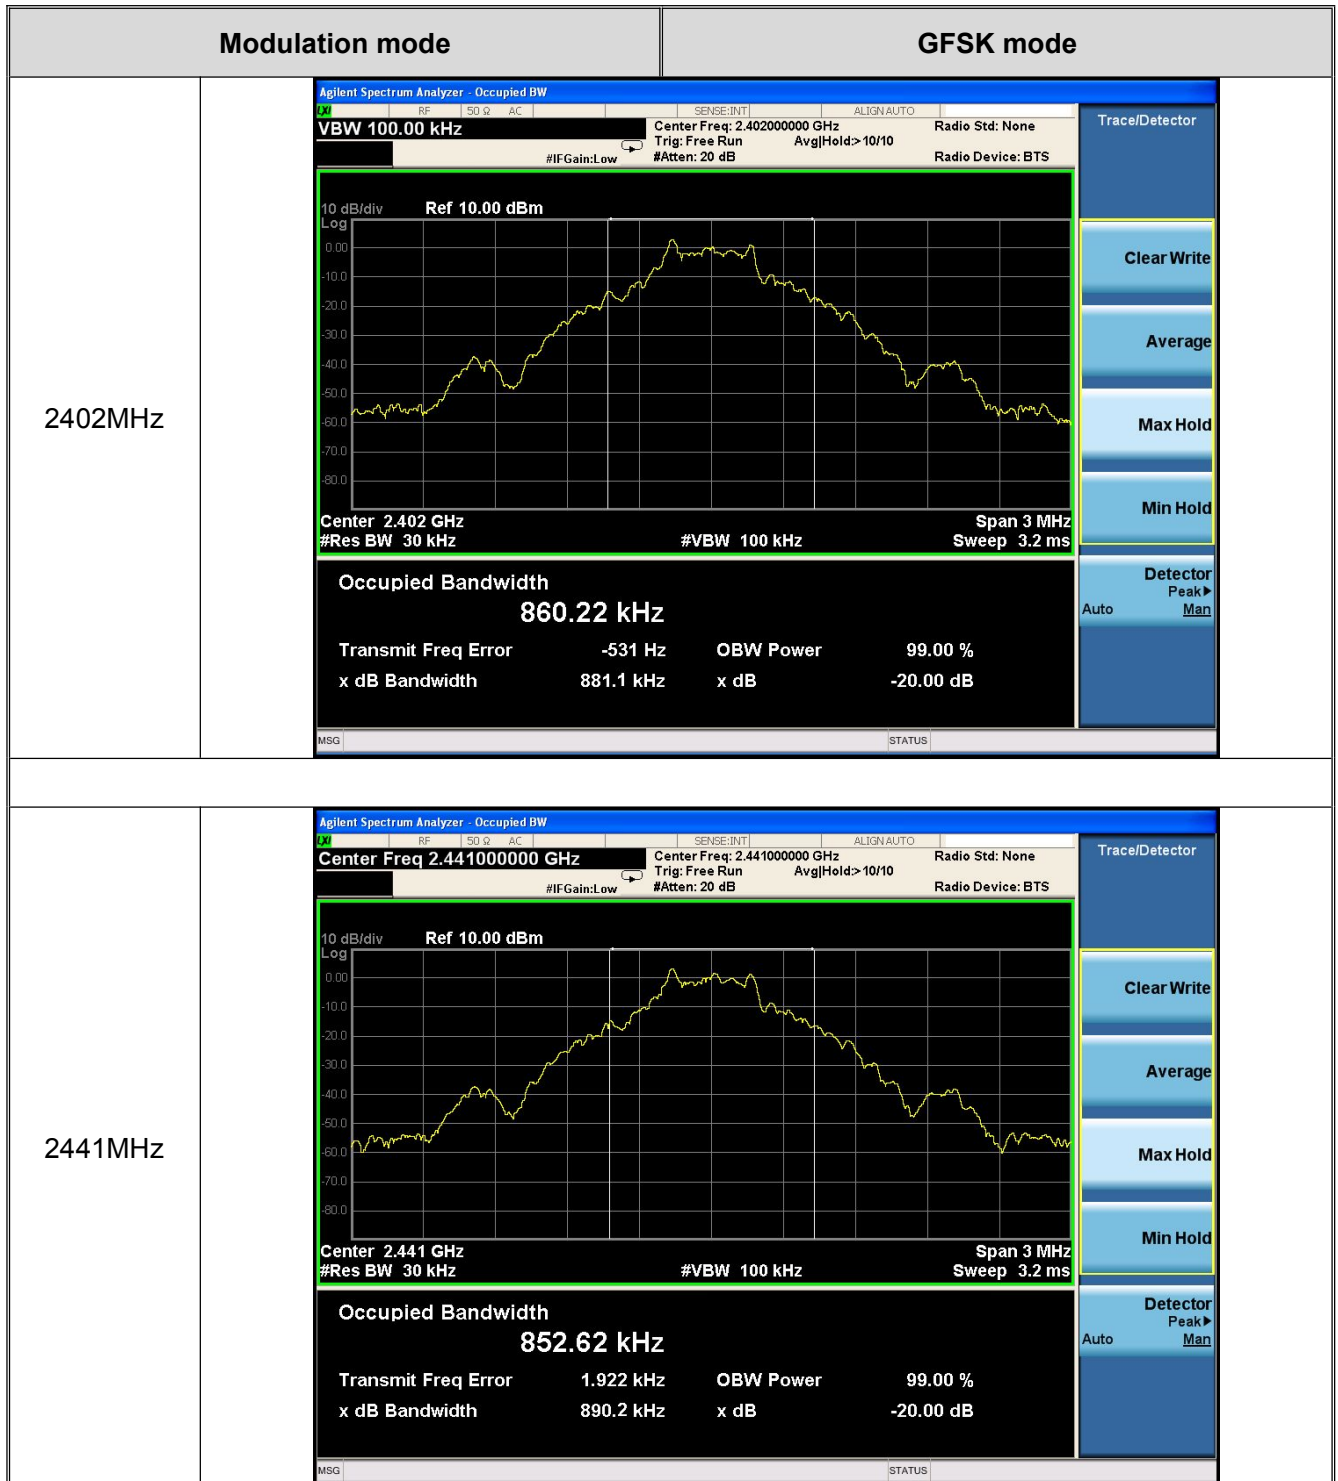 Modulation mode GFSK mode
2402MHz
Agilent Spectrum Analyzer - Occupied BW
LXI RF 50 Ω AC SENSE:INT ALIGN AUTO
VBW 100.00 kHz Center Freq: 2.402000000 GHz Radio Std: None
Trig: Free Run Avg|Hold:>10/10
#IFGain:Low #Atten: 20 dB Radio Device: BTS
Trace/Detector
10 dB/div Ref 10.00 dBm
Log
0.00
-10.0
-20.0
-30.0
-40.0
-50.0
-60.0
-70.0
-80.0
Center 2.402 GHz Span 3 MHz
#Res BW 30 kHz #VBW 100 kHz Sweep 3.2 ms
Clear Write
Average
Max Hold
Min Hold
Detector
Peak▶
Auto Man
Occupied Bandwidth
860.22 kHz
Transmit Freq Error -531 Hz OBW Power 99.00 %
x dB Bandwidth 881.1 kHz x dB -20.00 dB
MSG STATUS
2441MHz
Agilent Spectrum Analyzer - Occupied BW
LXI RF 50 Ω AC SENSE:INT ALIGN AUTO
Center Freq 2.441000000 GHz Center Freq: 2.441000000 GHz Radio Std: None
Trig: Free Run Avg|Hold:>10/10
#IFGain:Low #Atten: 20 dB Radio Device: BTS
Trace/Detector
10 dB/div Ref 10.00 dBm
Log
0.00
-10.0
-20.0
-30.0
-40.0
-50.0
-60.0
-70.0
-80.0
Center 2.441 GHz Span 3 MHz
#Res BW 30 kHz #VBW 100 kHz Sweep 3.2 ms
Clear Write
Average
Max Hold
Min Hold
Detector
Peak▶
Auto Man
Occupied Bandwidth
852.62 kHz
Transmit Freq Error 1.922 kHz OBW Power 99.00 %
x dB Bandwidth 890.2 kHz x dB -20.00 dB
MSG STATUS